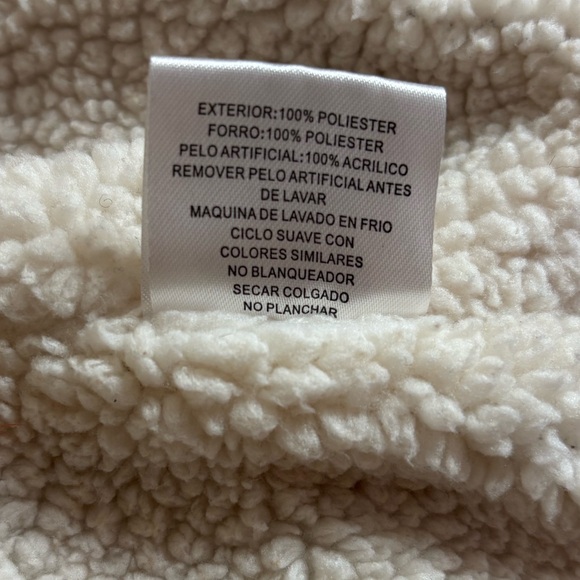 EXTERIOR:100% POLIESTER
FORRO:100% POLIESTER
PELO ARTIFICIAL:100% ACRILICO
REMOVER PELO ARTIFICIAL ANTES
DE LAVAR
MAQUINA DE LAVADO EN FRIO
CICLO SUAVE CON
COLORES SIMILARES
NO BLANQUEADOR
SECAR COLGADO
NO PLANCHAR